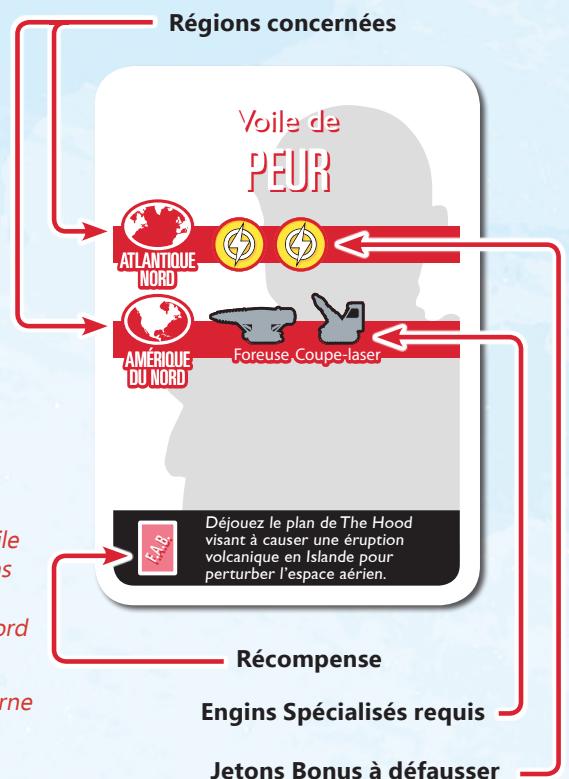 Régions concernées
Voile de
PEUR
ATLANTIQUE
NORD
AMÉRIQUE
DU NORD
Foreuse Coupe-laser
F.A.B.
Déjouez le plan de The Hood
visant à causer une éruption
volcanique en Islande pour
perturber l'espace aérien.
Récompense
Engins Spécialisés requis
Jetons Bonus à défausser